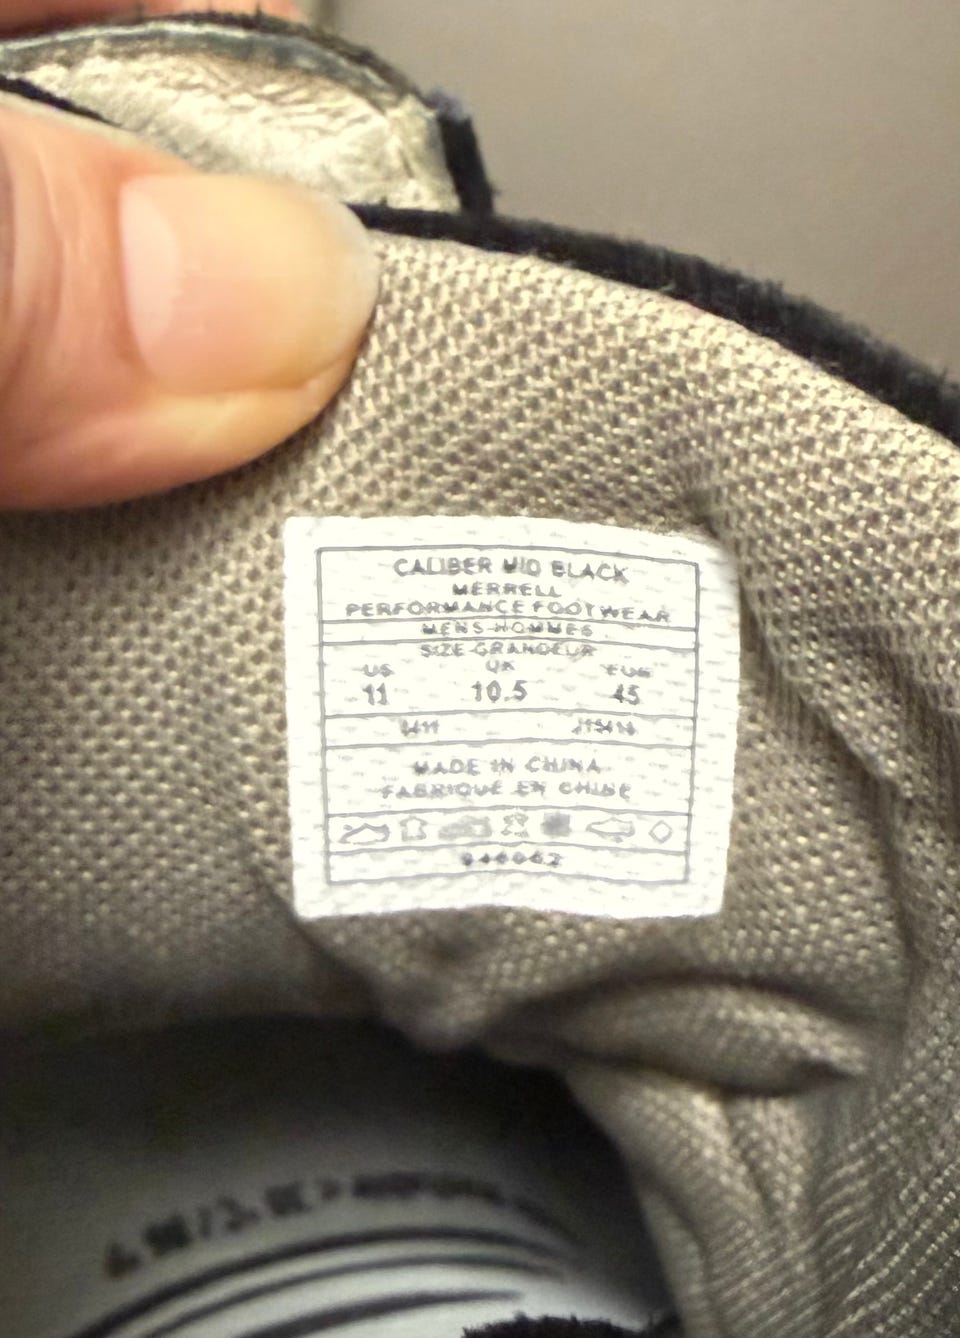 CALIBER MID BLACK
MERRELL
PERFORMANCE FOOTWEAR
MENS-HOMMES
SIZE-GRANDEUR
US UK EUR
11 10.5 45
MADE IN CHINA
FABRIQUÉ EN CHINE